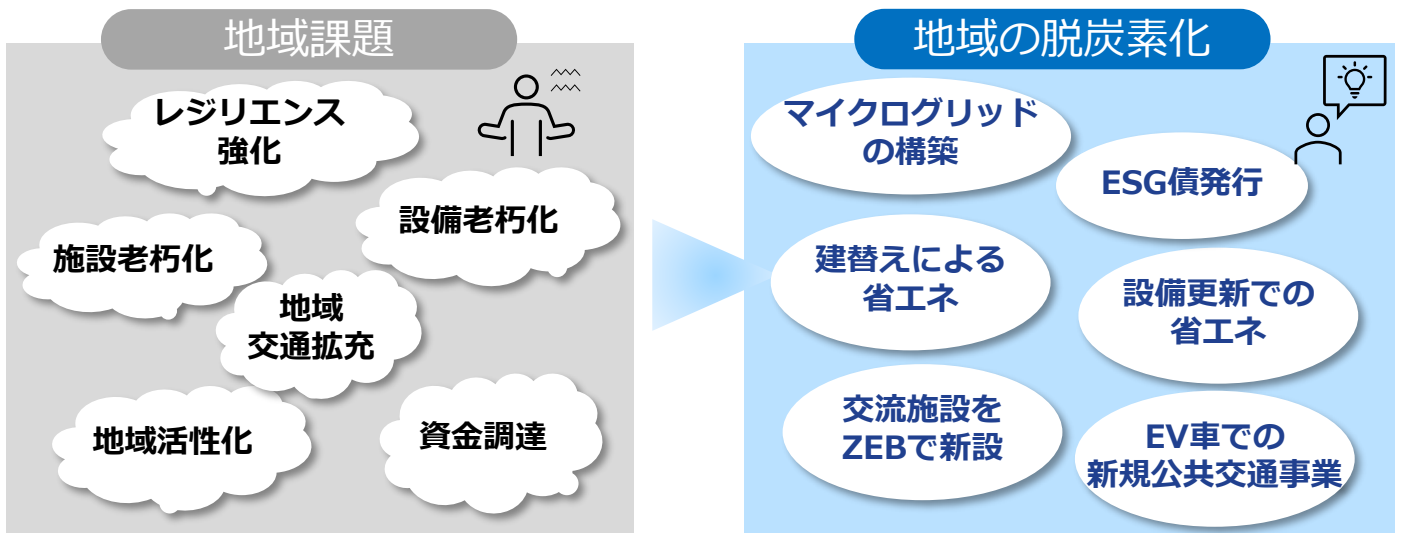 地域課題
レジリエンス
強化
設備老朽化
施設老朽化
地域
交通拡充
地域活性化
資金調達
地域の脱炭素化
マイクログリッド
の構築
ESG債発行
建替えによる
省エネ
設備更新での
省エネ
交流施設を
ZEBで新設
EV車での
新規公共交通事業